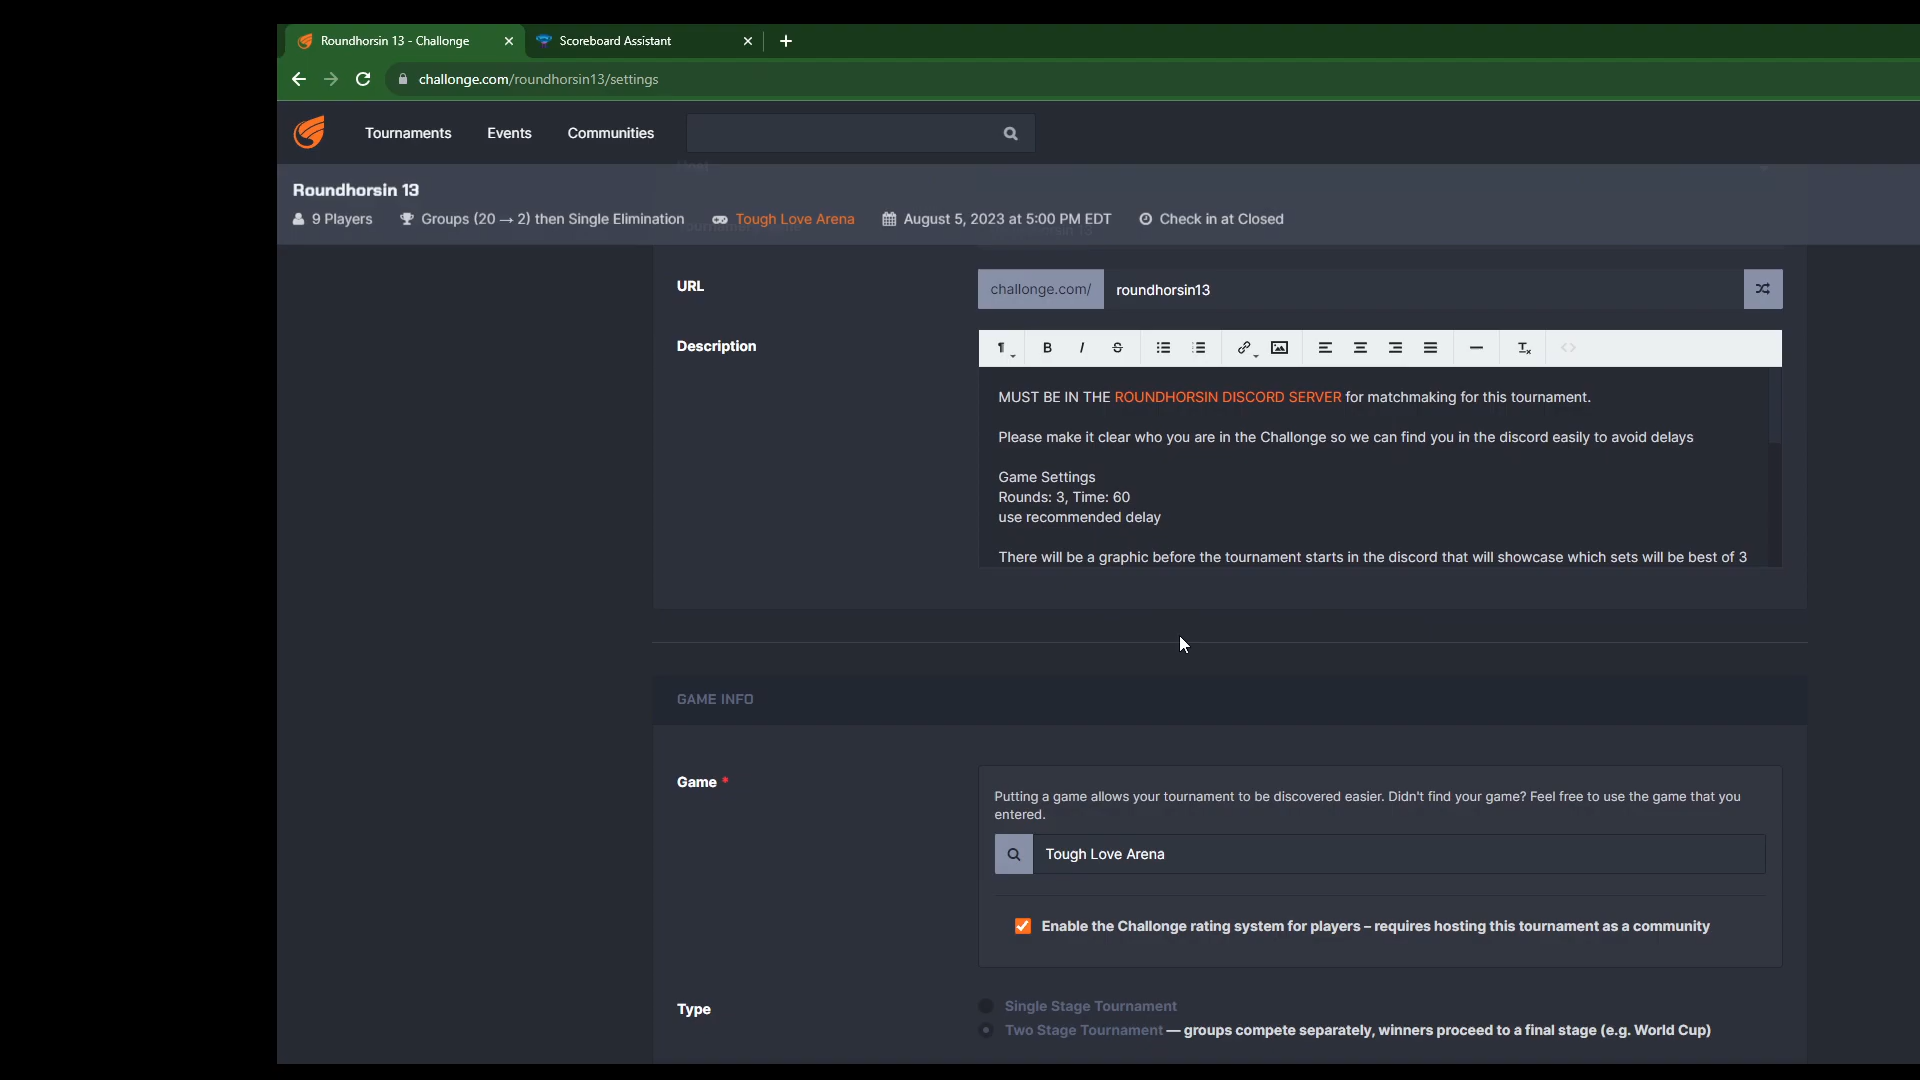 Roundhorsin 13 - Challonge
Scoreboard Assistant
challonge.com/roundhorsin13/settings
Tournaments
Events
Communities
Roundhorsin 13
9 Players
Groups (20 → 2) then Single Elimination
Tough Love Arena
August 5, 2023 at 5:00 PM EDT
Check in at Closed
URL
challonge.com/
roundhorsin13
Description
MUST BE IN THE ROUNDHORSIN DISCORD SERVER for matchmaking for this tournament.
Please make it clear who you are in the Challonge so we can find you in the discord easily to avoid delays
Game Settings
Rounds: 3, Time: 60
use recommended delay
There will be a graphic before the tournament starts in the discord that will showcase which sets will be best of 3
GAME INFO
Game *
Putting a game allows your tournament to be discovered easier. Didn't find your game? Feel free to use the game that you
entered.
Tough Love Arena
Enable the Challonge rating system for players – requires hosting this tournament as a community
Type
Single Stage Tournament
Two Stage Tournament — groups compete separately, winners proceed to a final stage (e.g. World Cup)